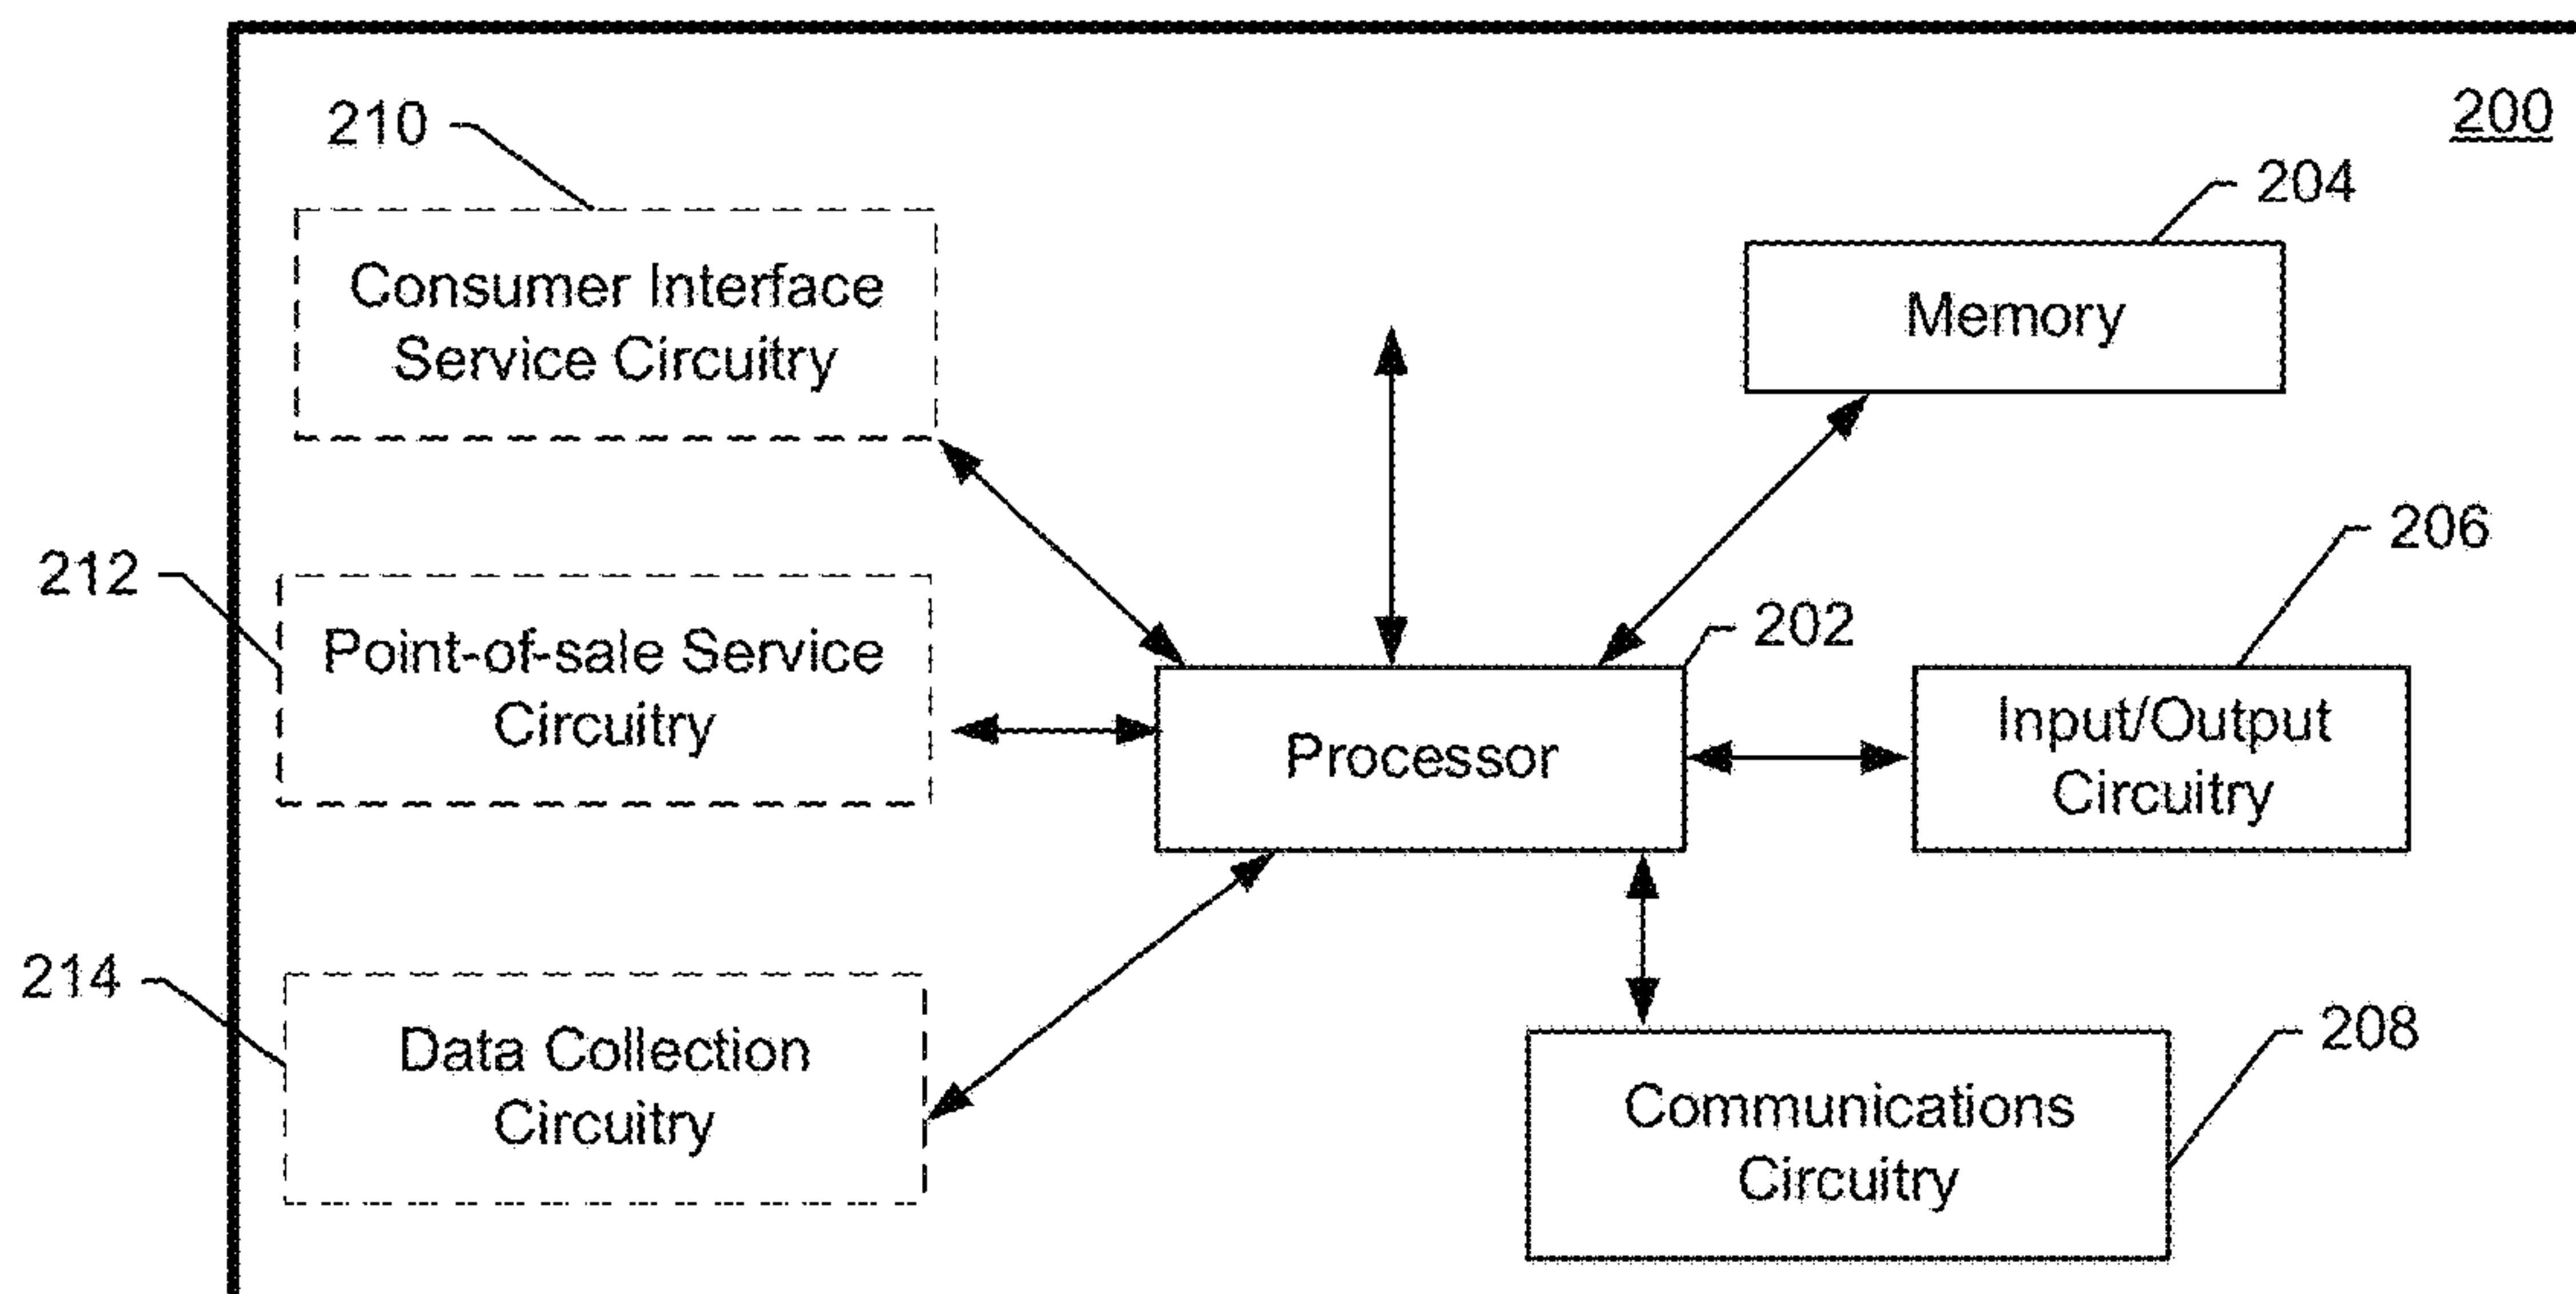 200
210
204
Consumer Interface
Service Circuitry
Memory
206
212
202
Point-of-sale Service
Circuitry
Processor
Input/Output
Circuitry
214
208
Data Collection
Circuitry
Communications
Circuitry